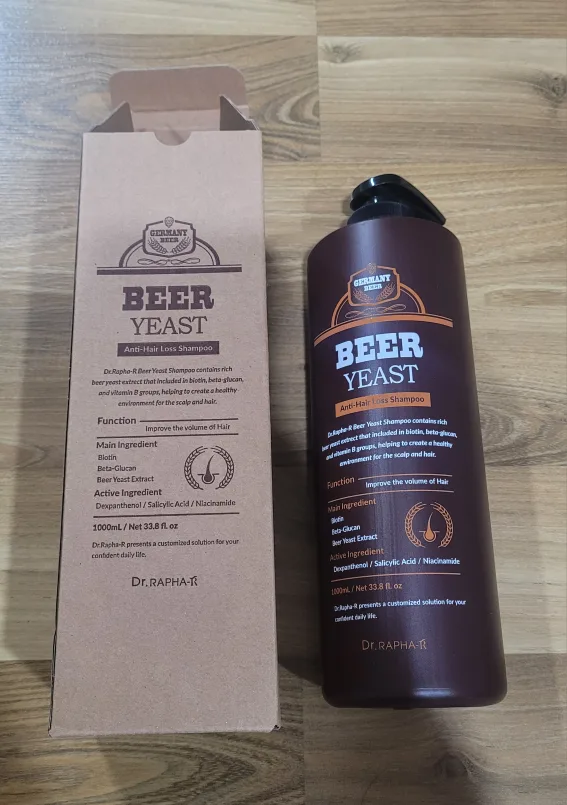 GERMANY
BEER
BEER
YEAST
Anti-Hair Loss Shampoo
Dr.Rapha-R Beer Yeast Shampoo contains rich
beer yeast extract that included in biotin, beta-glucan,
and vitamin B groups, helping to create a healthy
environment for the scalp and hair.
Function
Improve the volume of Hair
Main Ingredient
Biotin
Beta-Glucan
Beer Yeast Extract
Active Ingredient
Dexpanthenol / Salicylic Acid / Niacinamide
1000mL / Net 33.8 fl. oz
Dr.Rapha-R presents a customized solution for your
confident daily life.
Dr.RAPHA-R
GERMANY
BEER
BEER
YEAST
Anti-Hair Loss Shampoo
Dr.Rapha-R Beer Yeast Shampoo contains rich
beer yeast extract that included in biotin, beta-glucan,
and vitamin B groups, helping to create a healthy
environment for the scalp and hair.
Function
Improve the volume of Hair
Main Ingredient
Biotin
Beta-Glucan
Beer Yeast Extract
Active Ingredient
Dexpanthenol / Salicylic Acid / Niacinamide
1000mL / Net 33.8 fl. oz
Dr.Rapha-R presents a customized solution for your
confident daily life.
Dr.RAPHA-R